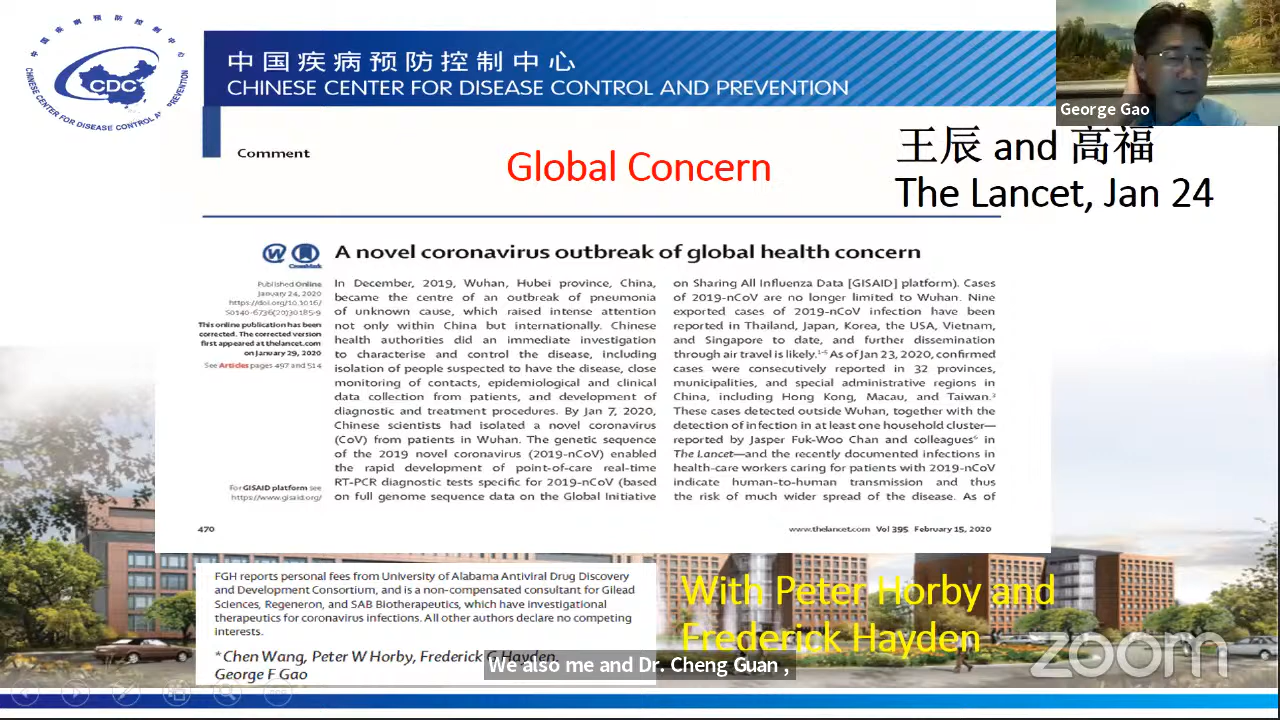 中国疾病预防控制中心
CHINESE CENTER FOR DISEASE CONTROL AND PREVENTION
中国疾病预防控制中心
CHINESE CENTER FOR DISEASE CONTROL AND PREVENTION
CDC
George Gao
Comment
Global Concern
王辰 and 高福
The Lancet, Jan 24
A novel coronavirus outbreak of global health concern
CrossMark
Published Online
January 24, 2020
https://doi.org/10.1016/
S0140-6736(20)30185-9
This online publication has been
corrected. The corrected version
first appeared at thelancet.com
on January 29, 2020
See Articles pages 497 and 514
For GISAID platform see
https://www.gisaid.org/
In December, 2019, Wuhan, Hubei province, China,
became the centre of an outbreak of pneumonia
of unknown cause, which raised intense attention
not only within China but internationally. Chinese
health authorities did an immediate investigation
to characterise and control the disease, including
isolation of people suspected to have the disease, close
monitoring of contacts, epidemiological and clinical
data collection from patients, and development of
diagnostic and treatment procedures. By Jan 7, 2020,
Chinese scientists had isolated a novel coronavirus
(CoV) from patients in Wuhan. The genetic sequence
of the 2019 novel coronavirus (2019-nCoV) enabled
the rapid development of point-of-care real-time
RT-PCR diagnostic tests specific for 2019-nCoV (based
on full genome sequence data on the Global Initiative
on Sharing All Influenza Data [GISAID] platform). Cases
of 2019-nCoV are no longer limited to Wuhan. Nine
exported cases of 2019-nCoV infection have been
reported in Thailand, Japan, Korea, the USA, Vietnam,
and Singapore to date, and further dissemination
through air travel is likely.¹⁻⁵ As of Jan 23, 2020, confirmed
cases were consecutively reported in 32 provinces,
municipalities, and special administrative regions in
China, including Hong Kong, Macau, and Taiwan.³
These cases detected outside Wuhan, together with the
detection of infection in at least one household cluster—
reported by Jasper Fuk-Woo Chan and colleagues⁶ in
The Lancet—and the recently documented infections in
health-care workers caring for patients with 2019-nCoV
indicate human-to-human transmission and thus
the risk of much wider spread of the disease. As of
470
www.thelancet.com Vol 395 February 15, 2020
FGH reports personal fees from University of Alabama Antiviral Drug Discovery
and Development Consortium, and is a non-compensated consultant for Gilead
Sciences, Regeneron, and SAB Biotherapeutics, which have investigational
therapeutics for coronavirus infections. All other authors declare no competing
interests.
*Chen Wang, Peter W Horby, Frederick G Hayden,
George F Gao
With Peter Horby and
Frederick Hayden
We also me and Dr. Cheng Guan ,
zoom